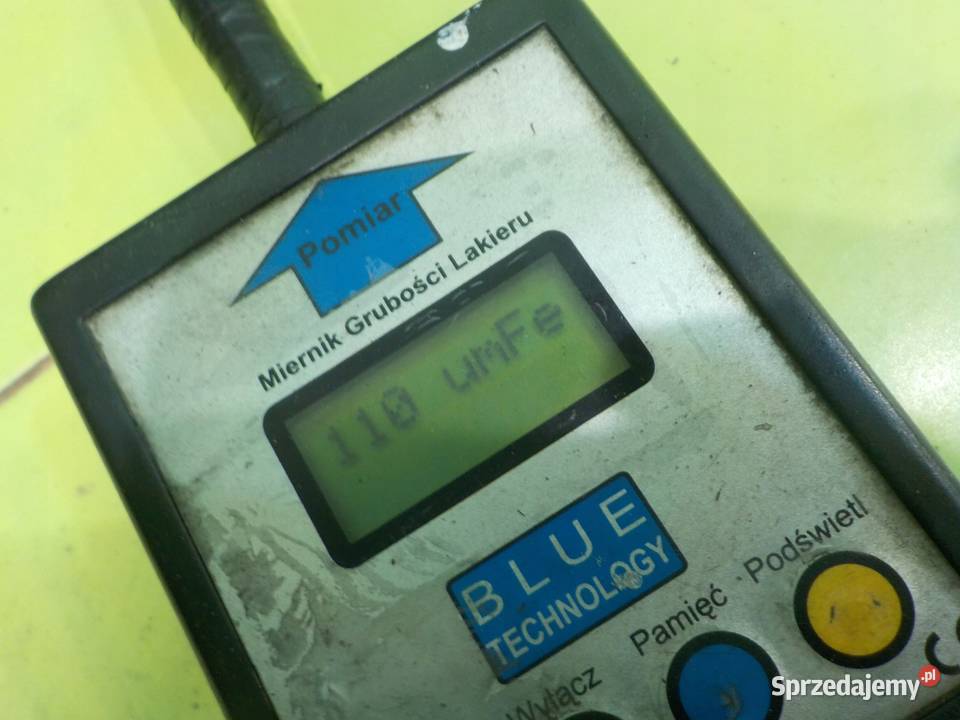 Pomiar
Miernik Grubości Lakieru
110 umFe
BLUE
TECHNOLOGY
Podświetl
Pamięć
Wyłącz
Sprzedajemy.pl